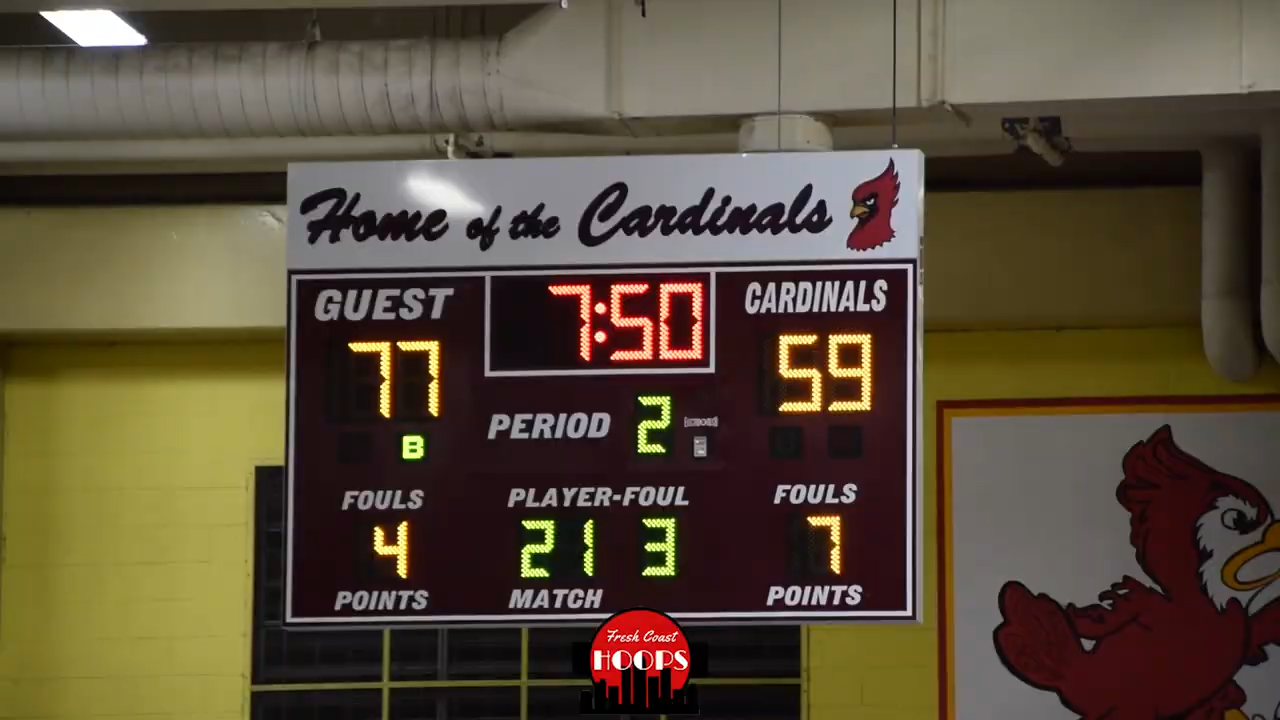 Home of the Cardinals
GUEST
7:50
CARDINALS
77
59
PERIOD
2
B
FOULS
PLAYER-FOUL
FOULS
4
21 3
7
POINTS
MATCH
POINTS
Fresh Coast
HOOPS